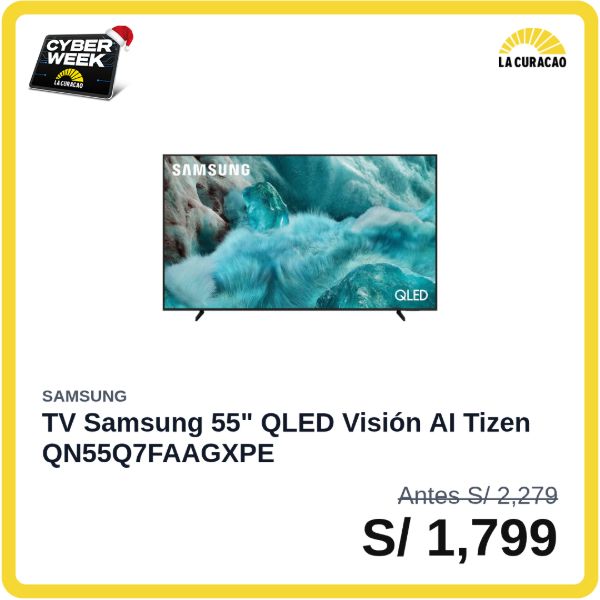 CYBER
WEEK
LA CURACAO
LA CURACAO
SAMSUNG
QLED
SAMSUNG
TV Samsung 55" QLED Visión AI Tizen
QN55Q7FAAGXPE
Antes S/ 2,279
S/ 1,799